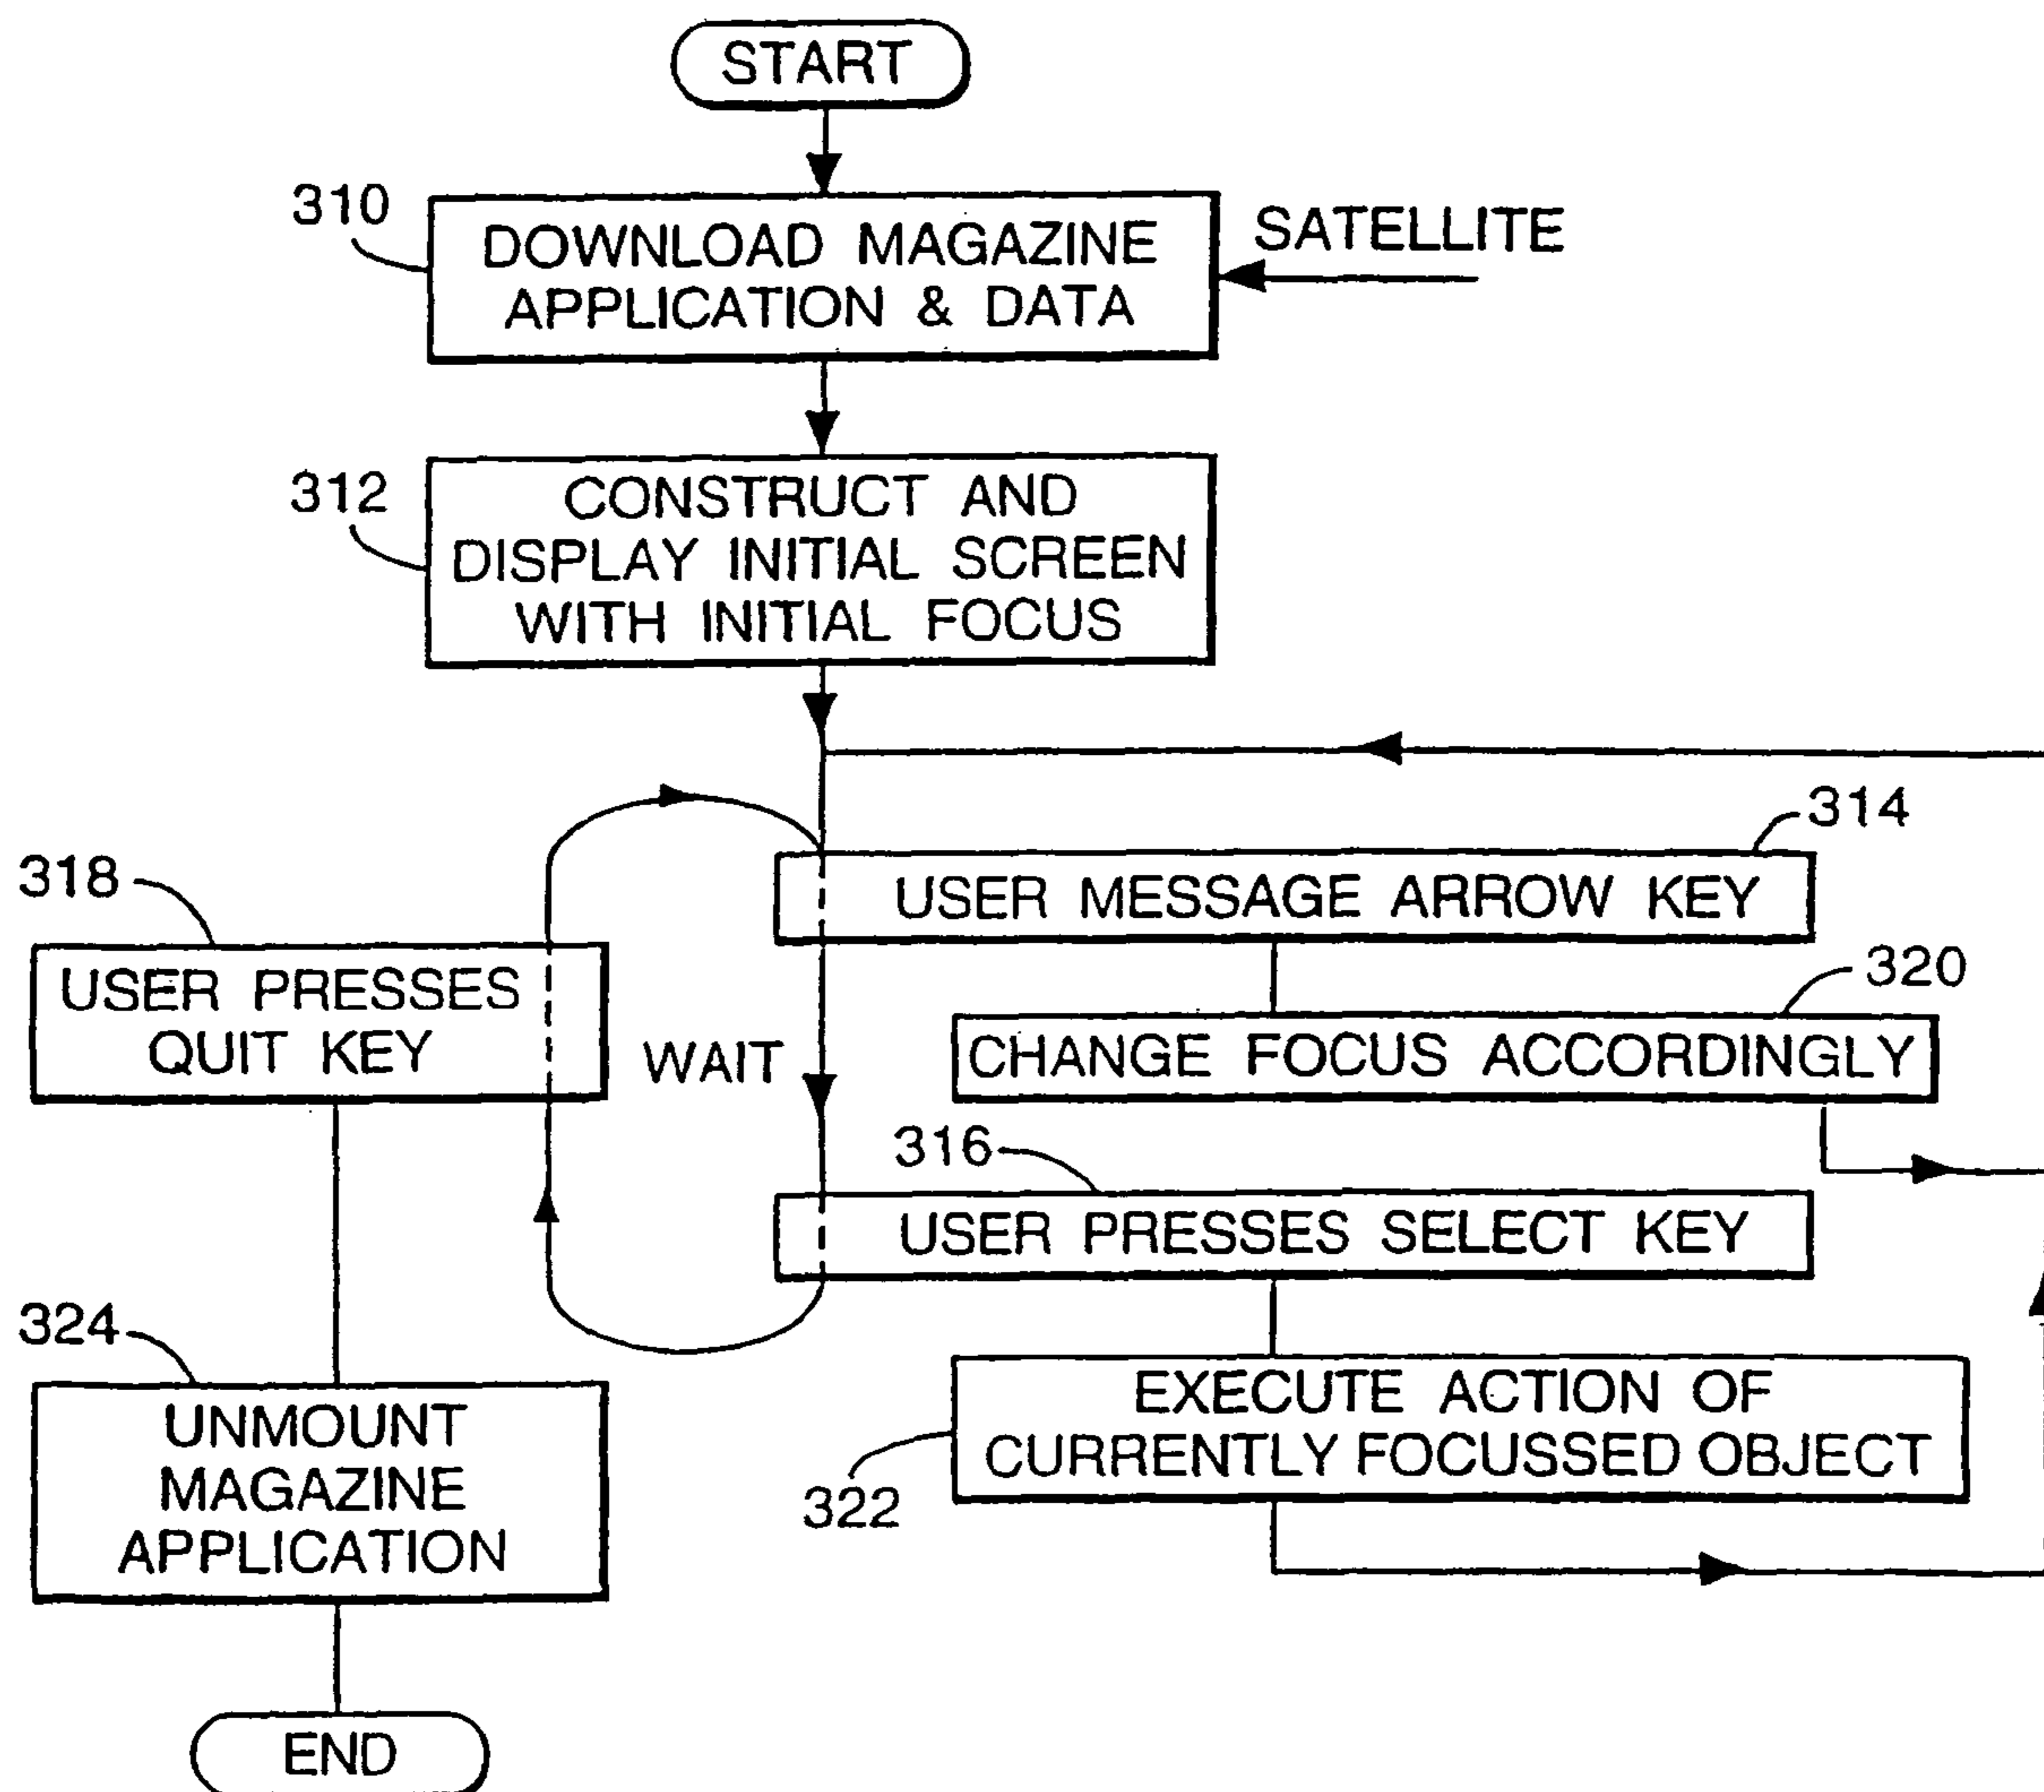 START
310
DOWNLOAD MAGAZINE
APPLICATION & DATA
SATELLITE
312
CONSTRUCT AND
DISPLAY INITIAL SCREEN
WITH INITIAL FOCUS
314
USER MESSAGE ARROW KEY
318
USER PRESSES
QUIT KEY
WAIT
320
CHANGE FOCUS ACCORDINGLY
316
USER PRESSES SELECT KEY
324
UNMOUNT
MAGAZINE
APPLICATION
322
EXECUTE ACTION OF
CURRENTLY FOCUSSED OBJECT
END